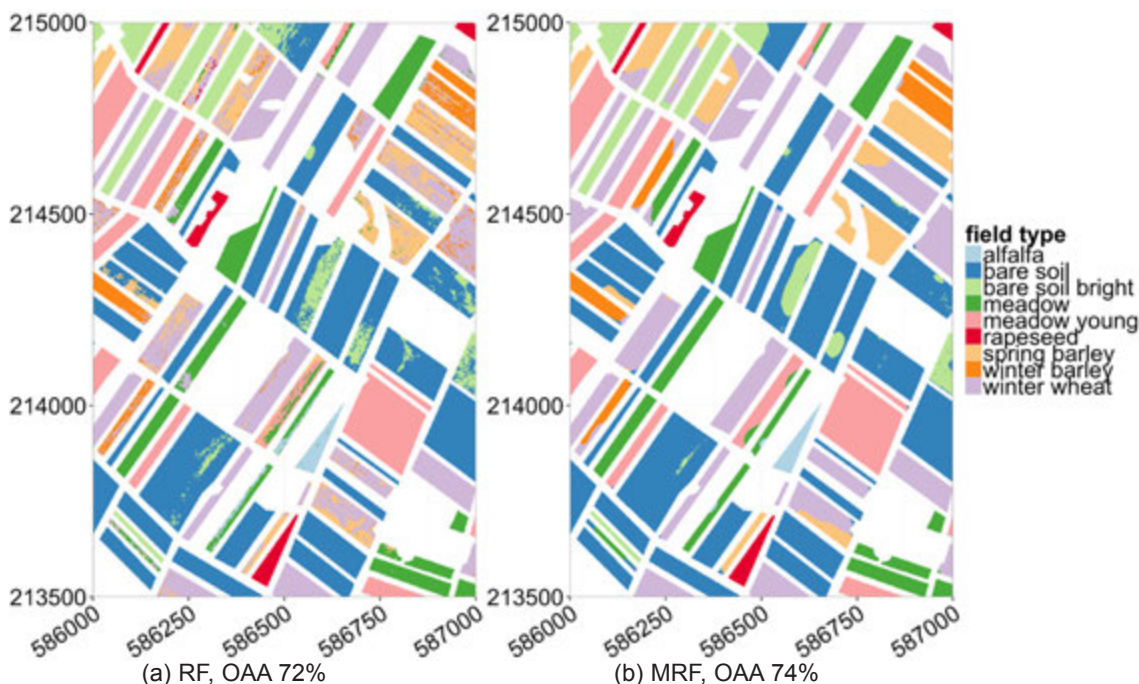 215000
214500
214000
213500
586000
586250
586500
586750
587000
(a) RF, OAA 72%
586000
586250
586500
586750
587000
(b) MRF, OAA 74%
215000
214500
214000
213500
field type
alfalfa
bare soil
bare soil bright
meadow
meadow young
rapeseed
spring barley
winter barley
winter wheat